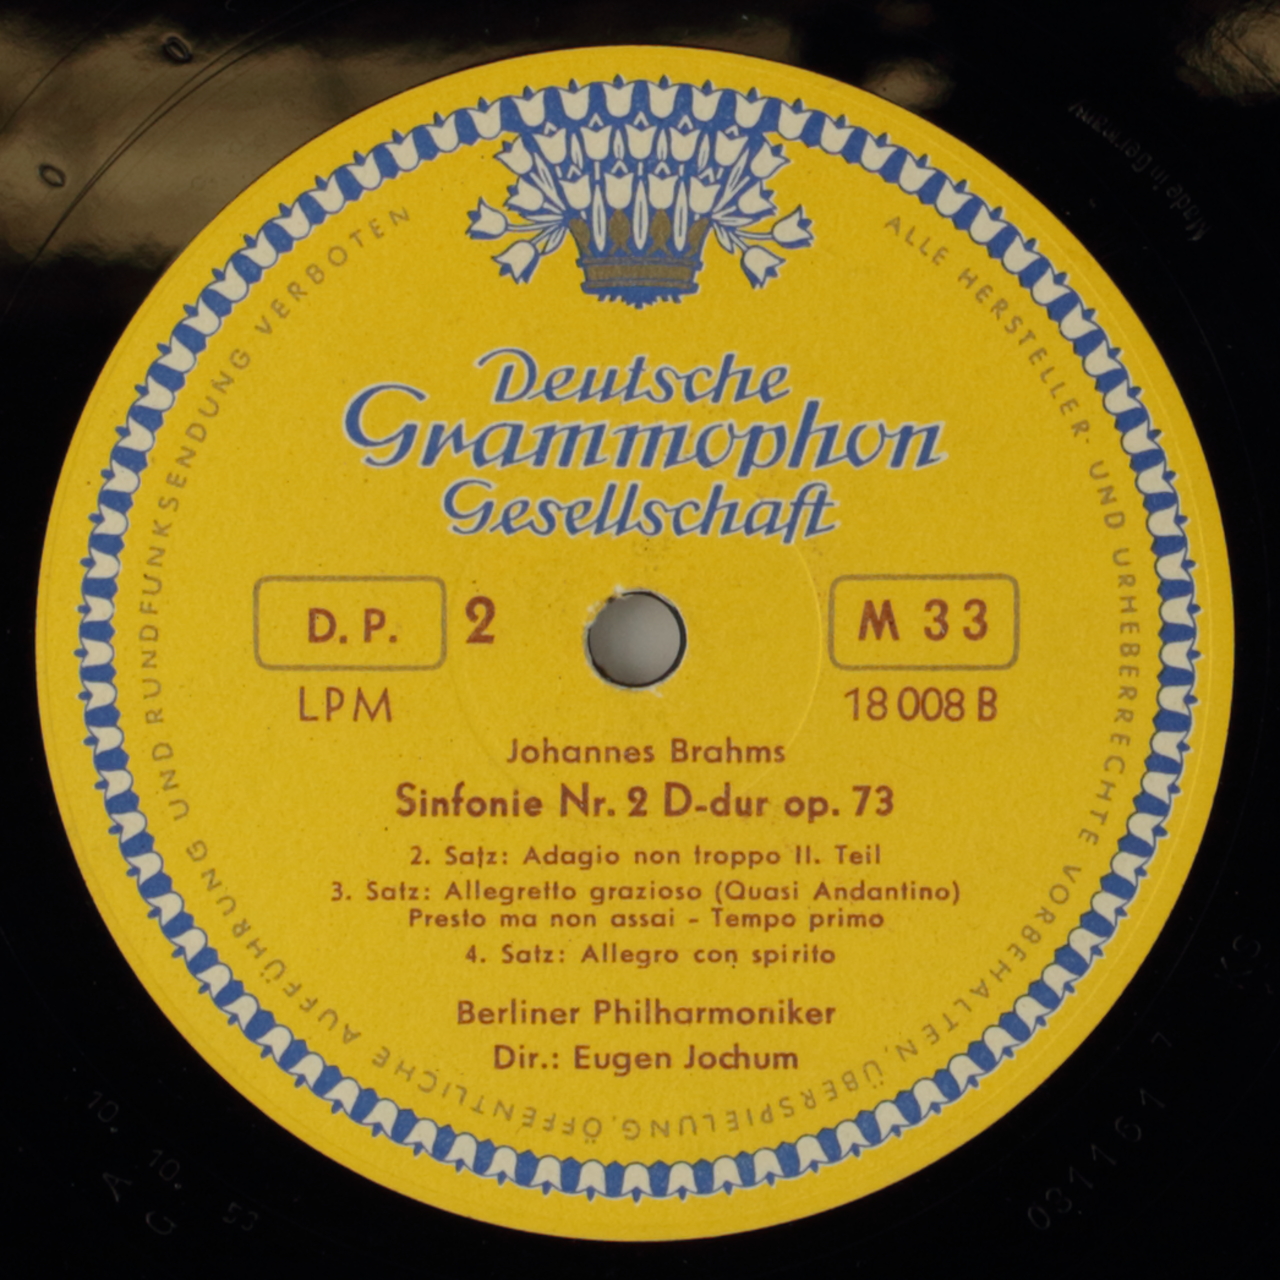 ALLE HERSTELLER- UND URHEBERRECHTE VORBEHALTEN, ÜBERSPIELUNG, ÖFFENTLICHE AUFFÜHRUNG UND RUNDFUNKSENDUNG VERBOTEN
Made in Germany
Deutsche
Grammophon
Gesellschaft
D. P. 2
M 33
LPM
18 008 B
Johannes Brahms
Sinfonie Nr. 2 D-dur op. 73
2. Satz: Adagio non troppo II. Teil
3. Satz: Allegretto grazioso (Quasi Andantino)
Presto ma non assai – Tempo primo
4. Satz: Allegro con spirito
Berliner Philharmoniker
Dir.: Eugen Jochum
10. 10. 53
A G